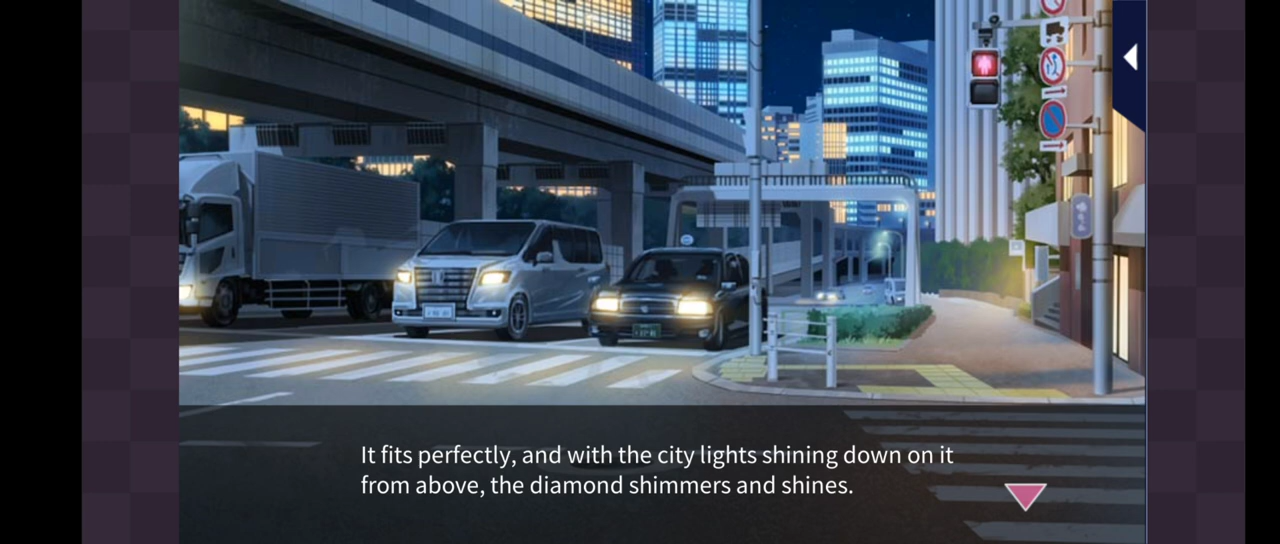 It fits perfectly, and with the city lights shining down on it
from above, the diamond shimmers and shines.